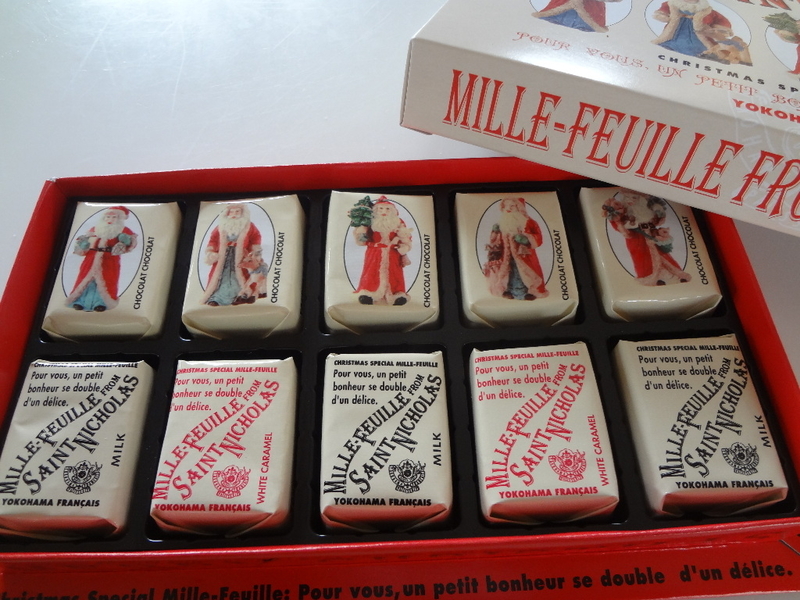 POUR VOUS, UN PETIT
CHRISTMAS
YOKOHA
MILLE-FEUILLE FRO
CHOCOLAT CHOCOLAT
CHOCOLAT CHOCOLAT
CHOCOLAT CHOCOLAT
CHOCOLAT CHOCOLAT
CHOCOLAT CHOCOLAT
CHRISTMAS SPECIAL MILLE-FEUILLE
Pour vous, un petit
bonheur se double
d'un délice.
MILLE-FEUILLE FROM
SAINT NICHOLAS
MILK
YOKOHAMA FRANÇAIS
CHRISTMAS SPECIAL MILLE-FEUILLE
Pour vous, un petit
bonheur se double
d'un délice.
MILLE-FEUILLE FROM
SAINT NICHOLAS
WHITE CARAMEL
YOKOHAMA FRANÇAIS
CHRISTMAS SPECIAL MILLE-FEUILLE
Pour vous, un petit
bonheur se double
d'un délice.
MILLE-FEUILLE FROM
SAINT NICHOLAS
MILK
YOKOHAMA FRANÇAIS
CHRISTMAS SPECIAL MILLE-FEUILLE
Pour vous, un petit
bonheur se double
d'un délice.
MILLE-FEUILLE FROM
SAINT NICHOLAS
WHITE CARAMEL
YOKOHAMA FRANÇAIS
CHRISTMAS SPECIAL MILLE-FEUILLE
Pour vous, un petit
bonheur se double
d'un délice.
MILLE-FEUILLE FROM
SAINT NICHOLAS
MILK
YOKOHAMA FRANÇAIS
Christmas Special Mille-Feuille: Pour vous, un petit bonheur se double d'un délice.